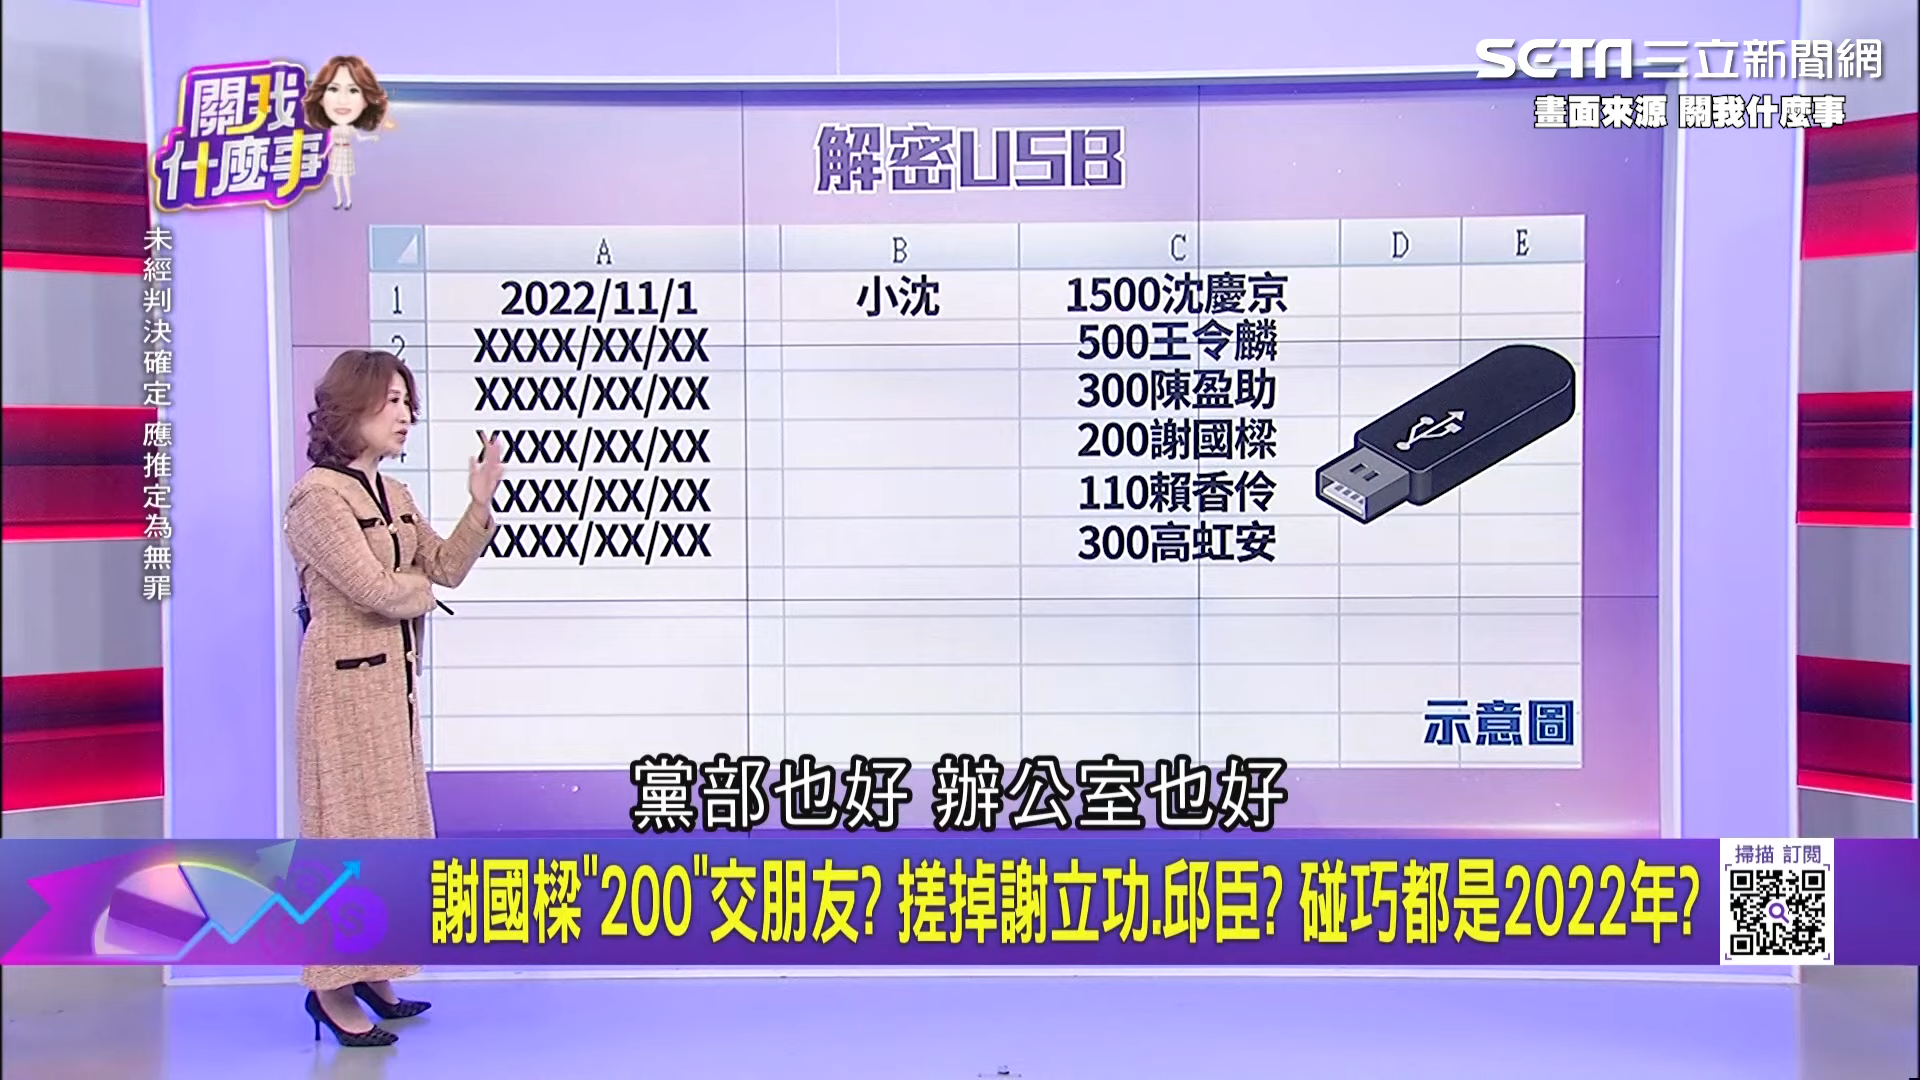 SETN三立新聞網
畫面來源 關我什麼事
關我
什麼事
未經判決確定 應推定為無罪
解密USB
A B C D E
1 2022/11/1 小沈 1500沈慶京
2 XXXX/XX/XX 500王令麟
XXXX/XX/XX 300陳盈助
XXXX/XX/XX 200謝國樑
XXXX/XX/XX 110賴香伶
XXXX/XX/XX 300高虹安
示意圖
黨部也好 辦公室也好
謝國樑"200"交朋友? 搓掉謝立功.邱臣? 碰巧都是2022年?
掃描 訂閱